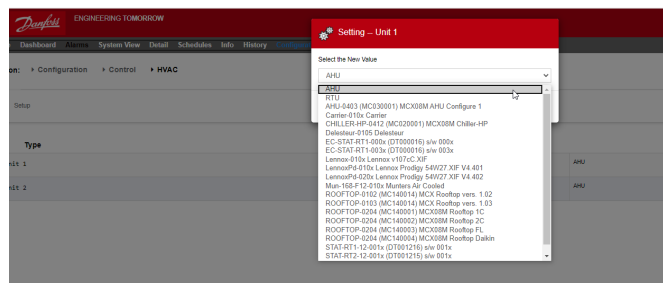 Danfoss ENGINEERING TOMORROW
Dashboard Alarms System View Detail Schedules Info History
on: Configuration Control HVAC
Setup
Type
nit 1 AHU
nit 2 AHU
Setting -- Unit 1
Select the New Value
AHU
AHU
RTU
AHU-0403 (MC030001) MCX08M AHU Configure 1
Carrier-010x Carrier
CHILLER-HP-0412 (MC020001) MCX08M Chiller-HP
Delesteur-0105 Delesteur
EC-STAT-RT1-000x (DT000016) s/w 000x
EC-STAT-RT1-003x (DT000016) s/w 003x
Lennox-010x Lennox v107cC.XIF
LennoxPd-010x Lennox Prodigy 54W27.XIF V4.401
LennoxPd-020x Lennox Prodigy 54W27.XIF V4.402
Mun-168-F12-010x Munters Air Cooled
ROOFTOP-0102 (MC140014) MCX Rooftop vers. 1.02
ROOFTOP-0103 (MC140014) MCX Rooftop vers. 1.03
ROOFTOP-0204 (MC140001) MCX08M Rooftop 1C
ROOFTOP-0204 (MC140002) MCX08M Rooftop 2C
ROOFTOP-0204 (MC140003) MCX08M Rooftop FL
ROOFTOP-0204 (MC140004) MCX08M Rooftop Daikin
STAT-RT1-12-001x (DT001216) s/w 001x
STAT-RT2-12-001x (DT001215) s/w 001x